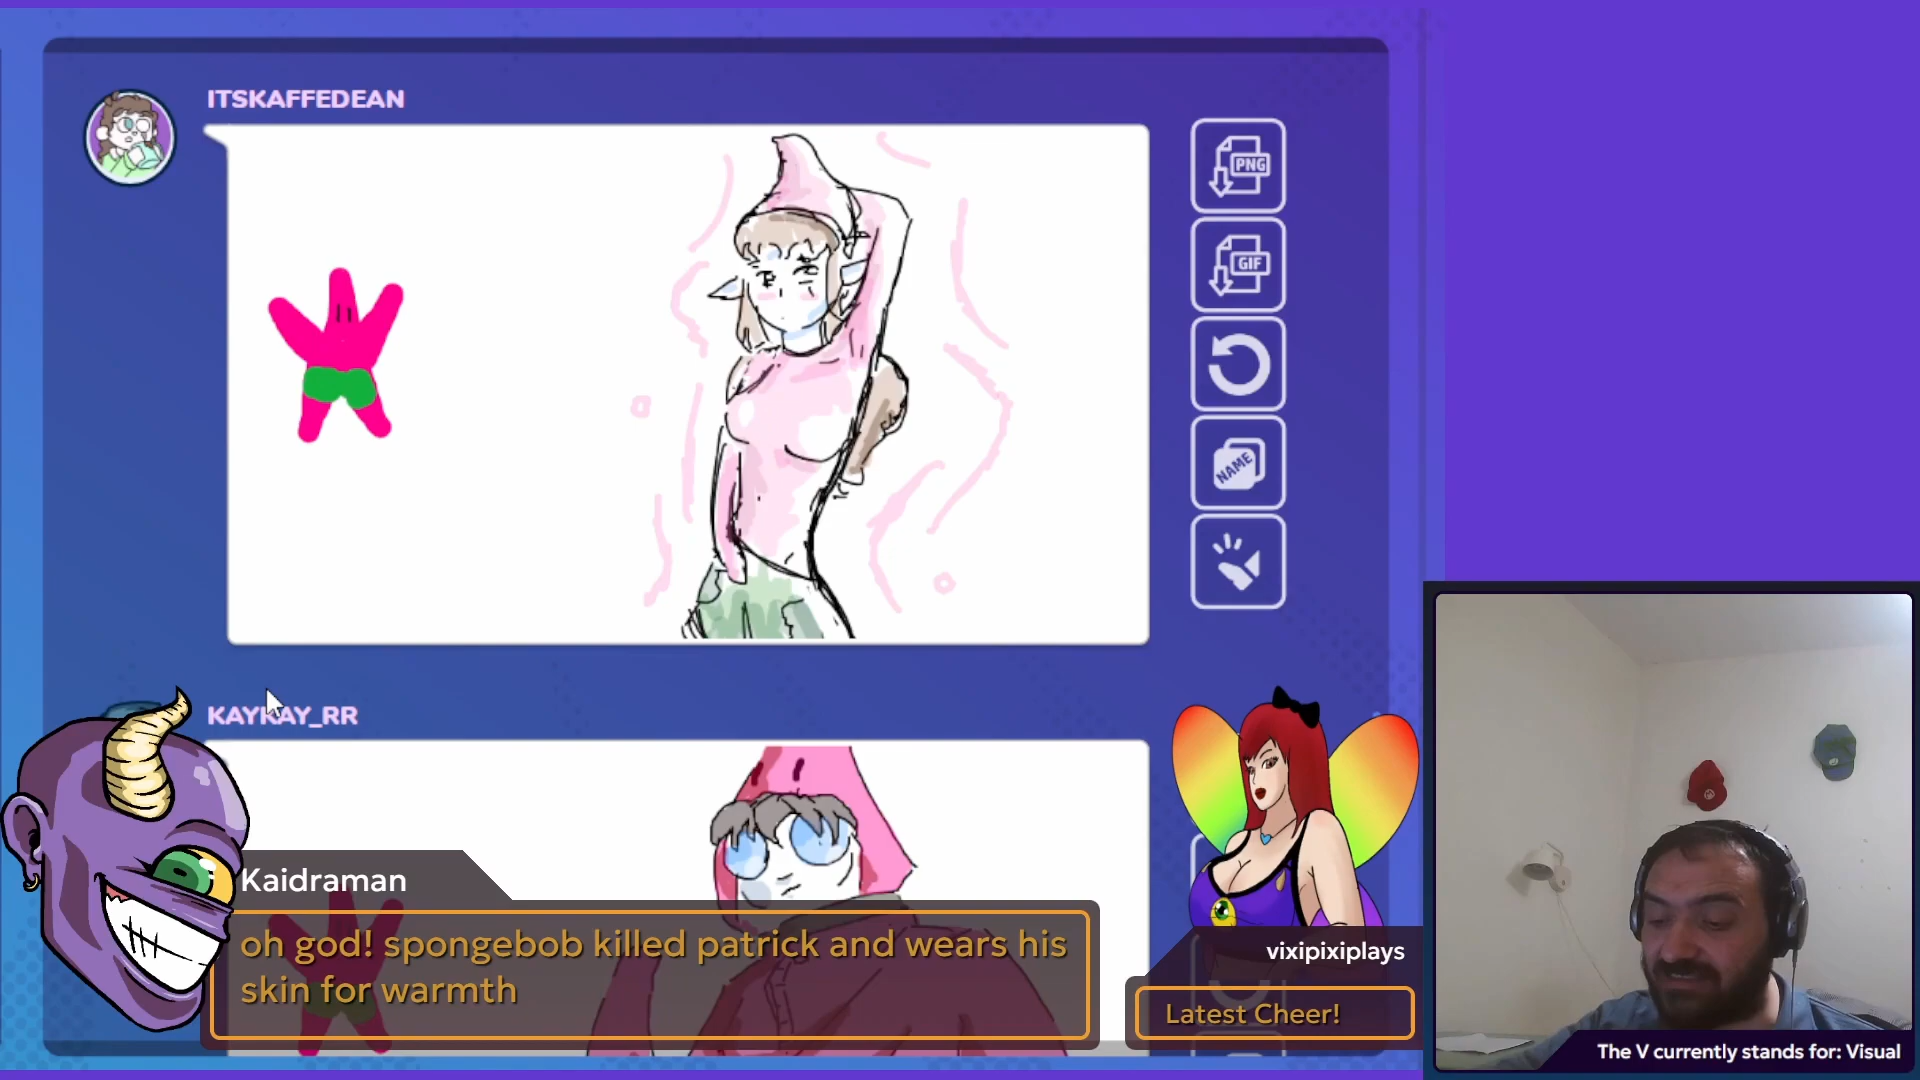 ITSKAFFEDEAN
PNG
GIF
NAME
KAYKAY_RR
Kaidraman
oh god! spongebob killed patrick and wears his
skin for warmth
vixipixiplays
Latest Cheer!
The V currently stands for: Visual